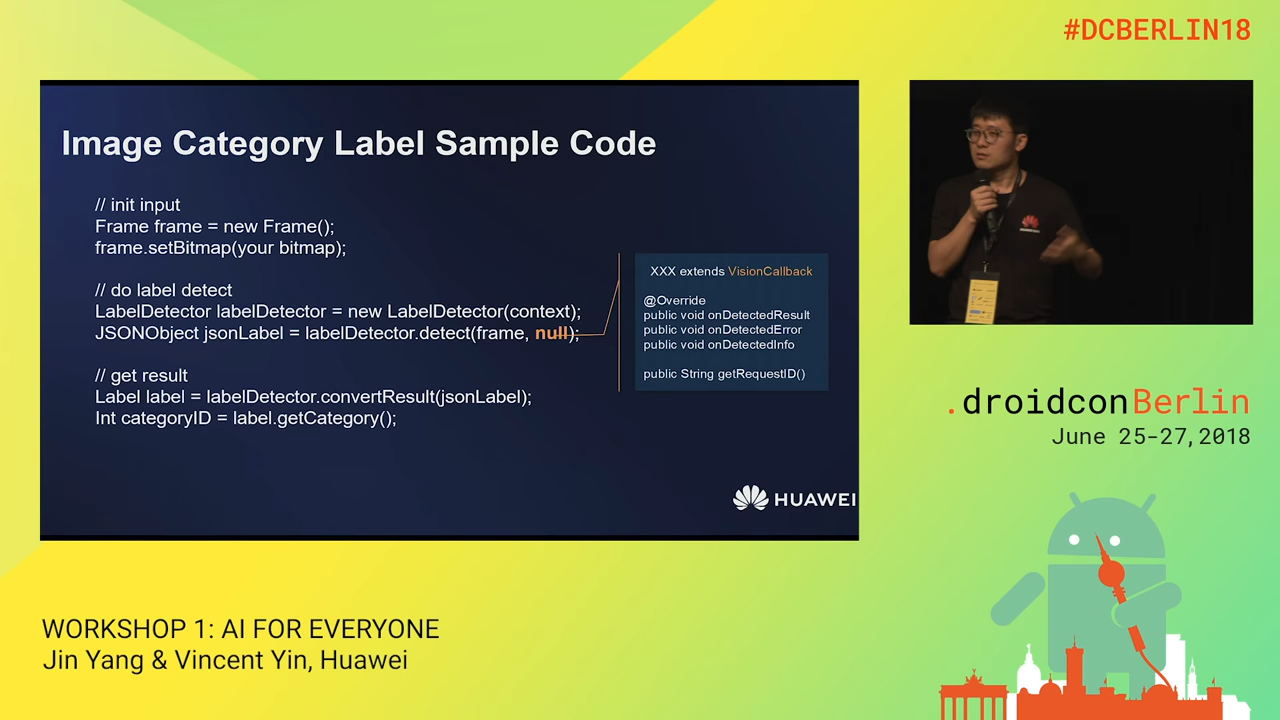 #DCBERLIN18
Image Category Label Sample Code
// init input
Frame frame = new Frame();
frame.setBitmap(your bitmap);
// do label detect
LabelDetector labelDetector = new LabelDetector(context);
JSONObject jsonLabel = labelDetector.detect(frame, null);
// get result
Label label = labelDetector.convertResult(jsonLabel);
Int categoryID = label.getCategory();
XXX extends VisionCallback
@Override
public void onDetectedResult
public void onDetectedError
public void onDetectedInfo
public String getRequestID()
HUAWEI
.droidconBerlin
June 25-27,2018
WORKSHOP 1: AI FOR EVERYONE
Jin Yang & Vincent Yin, Huawei